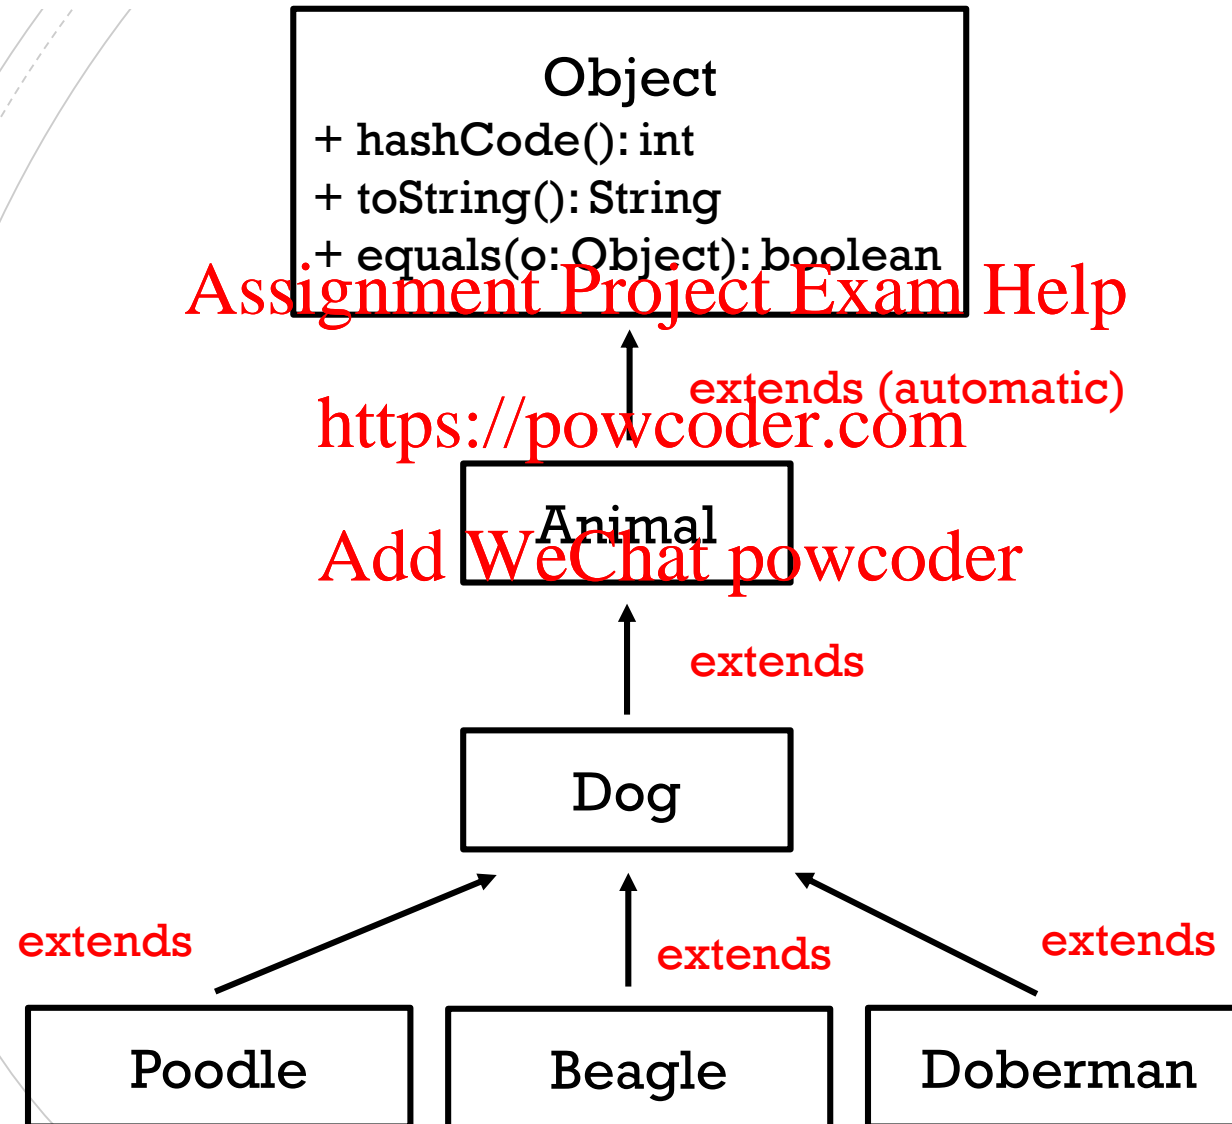 Object
+ hashCode(): int
+ toString(): String
+ equals(o: Object): boolean
Assignment Project Exam Help
extends (automatic)
https://powcoder.com
Animal
Add WeChat powcoder
extends
Dog
extends
extends
extends
Poodle
Beagle
Doberman